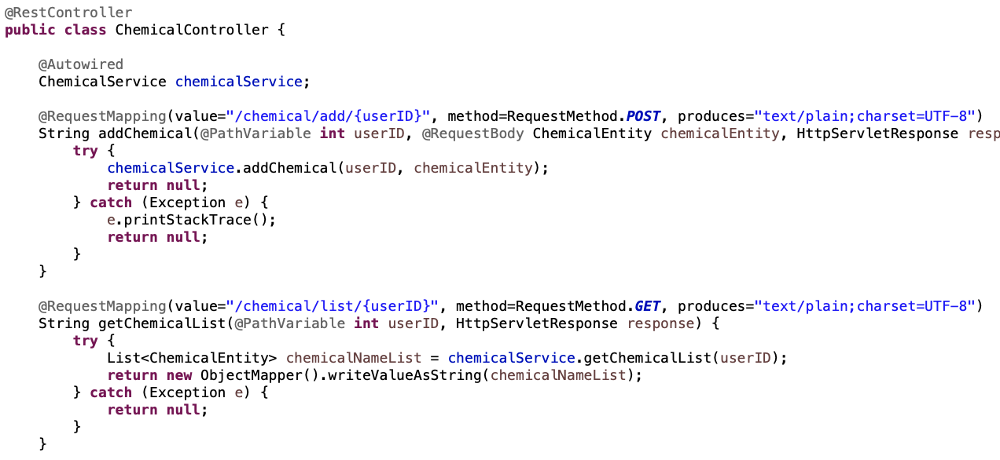 @RestController
public class ChemicalController {
@Autowired
ChemicalService chemicalService;
@RequestMapping(value="/chemical/add/{userID}", method=RequestMethod.POST, produces="text/plain;charset=UTF-8")
String addChemical(@PathVariable int userID, @RequestBody ChemicalEntity chemicalEntity, HttpServletResponse resp
try {
chemicalService.addChemical(userID, chemicalEntity);
return null;
} catch (Exception e) {
e.printStackTrace();
return null;
}
}
@RequestMapping(value="/chemical/list/{userID}", method=RequestMethod.GET, produces="text/plain;charset=UTF-8")
String getChemicalList(@PathVariable int userID, HttpServletResponse response) {
try {
List<ChemicalEntity> chemicalNameList = chemicalService.getChemicalList(userID);
return new ObjectMapper().writeValueAsString(chemicalNameList);
} catch (Exception e) {
return null;
}
}